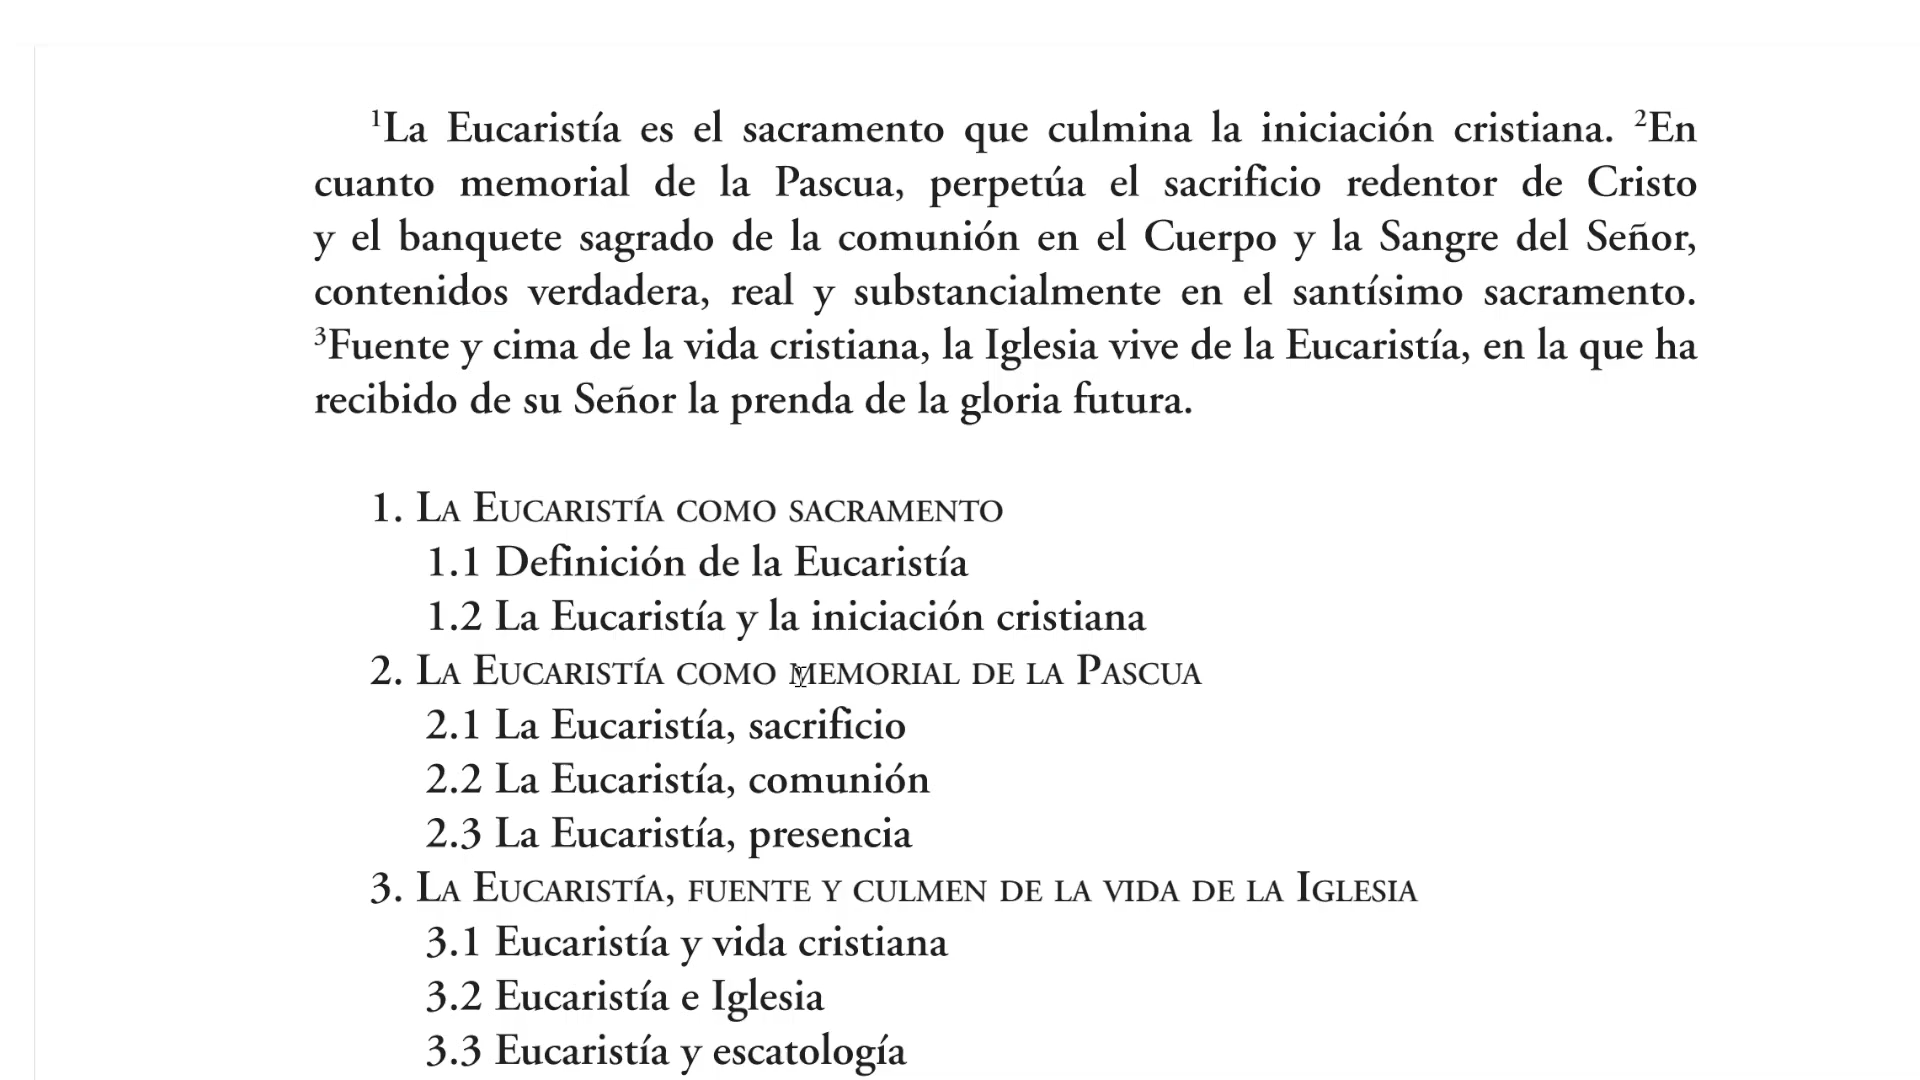 ¹La Eucaristía es el sacramento que culmina la iniciación cristiana. ²En
cuanto memorial de la Pascua, perpetúa el sacrificio redentor de Cristo
y el banquete sagrado de la comunión en el Cuerpo y la Sangre del Señor,
contenidos verdadera, real y substancialmente en el santísimo sacramento.
³Fuente y cima de la vida cristiana, la Iglesia vive de la Eucaristía, en la que ha
recibido de su Señor la prenda de la gloria futura.
1. La Eucaristía como sacramento
1.1 Definición de la Eucaristía
1.2 La Eucaristía y la iniciación cristiana
2. La Eucaristía como memorial de la Pascua
2.1 La Eucaristía, sacrificio
2.2 La Eucaristía, comunión
2.3 La Eucaristía, presencia
3. La Eucaristía, fuente y culmen de la vida de la Iglesia
3.1 Eucaristía y vida cristiana
3.2 Eucaristía e Iglesia
3.3 Eucaristía y escatología